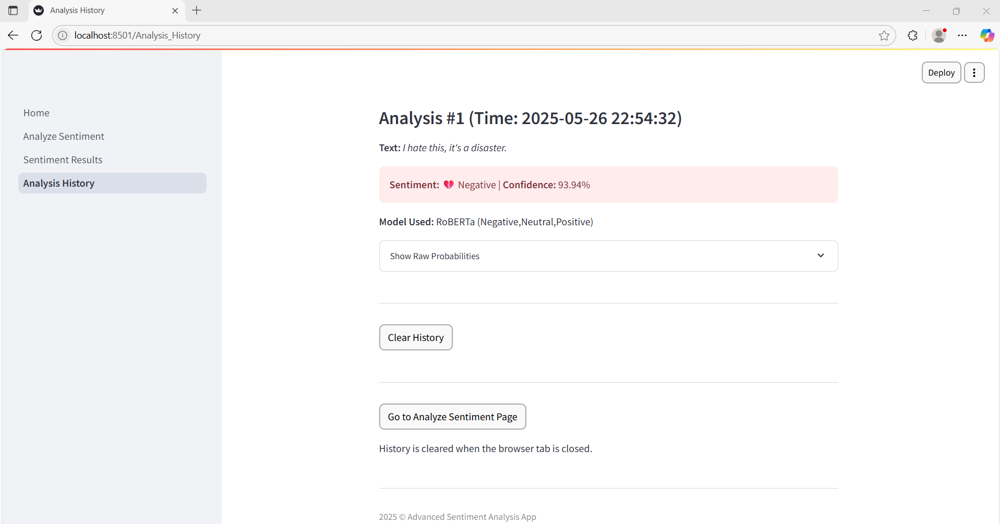 Analysis History
localhost:8501/Analysis_History
Deploy
Home
Analyze Sentiment
Sentiment Results
Analysis History
Analysis #1 (Time: 2025-05-26 22:54:32)
Text: I hate this, it's a disaster.
Sentiment: 💔 Negative | Confidence: 93.94%
Model Used: RoBERTa (Negative,Neutral,Positive)
Show Raw Probabilities
Clear History
Go to Analyze Sentiment Page
History is cleared when the browser tab is closed.
2025 © Advanced Sentiment Analysis App